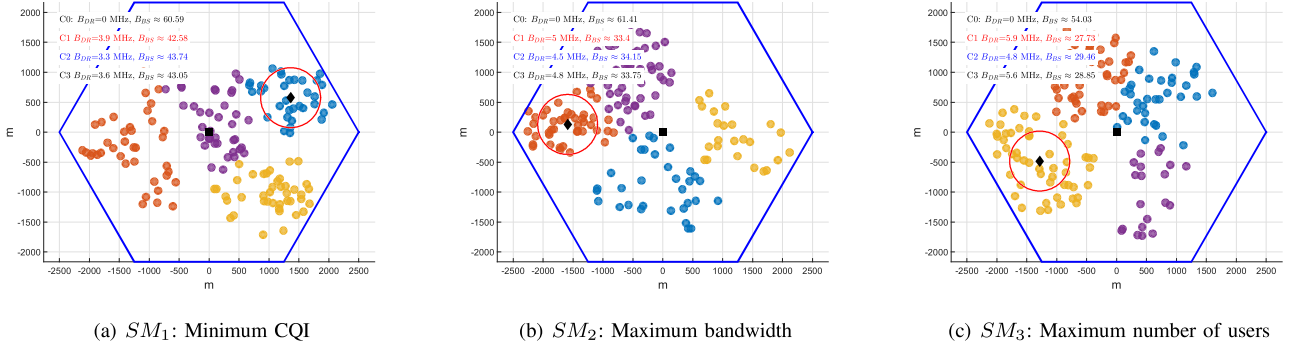 C0: B_DR=0 MHz, B_BS ≈ 60.59
C1: B_DR=3.9 MHz, B_BS ≈ 42.58
C2: B_DR=3.3 MHz, B_BS ≈ 43.74
C3: B_DR=3.6 MHz, B_BS ≈ 43.05
2000
1500
1000
500
0
-500
-1000
-1500
-2000
m
-2500 -2000 -1500 -1000 -500 0 500 1000 1500 2000 2500
m
(a) SM_1: Minimum CQI
C0: B_DR=0 MHz, B_BS ≈ 61.41
C1 B_DR=5 MHz, B_BS ≈ 33.4
C2 B_DR=4.5 MHz, B_BS ≈ 34.15
C3 B_DR=4.8 MHz, B_BS ≈ 33.75
2000
1500
1000
500
0
-500
-1000
-1500
-2000
m
-2500 -2000 -1500 -1000 -500 0 500 1000 1500 2000 2500
m
(b) SM_2: Maximum bandwidth
C0: B_DR=0 MHz, B_BS ≈ 54.03
C1 B_DR=5.9 MHz, B_BS ≈ 27.73
C2 B_DR=4.8 MHz, B_BS ≈ 29.46
C3 B_DR=5.6 MHz, B_BS ≈ 28.85
2000
1500
1000
500
0
-500
-1000
-1500
-2000
m
-2500 -2000 -1500 -1000 -500 0 500 1000 1500 2000 2500
m
(c) SM_3: Maximum number of users